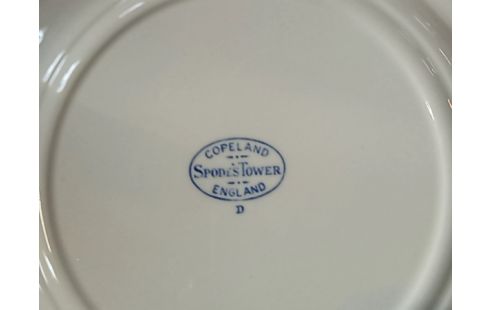 COPELAND
SPODE'S TOWER
ENGLAND
D